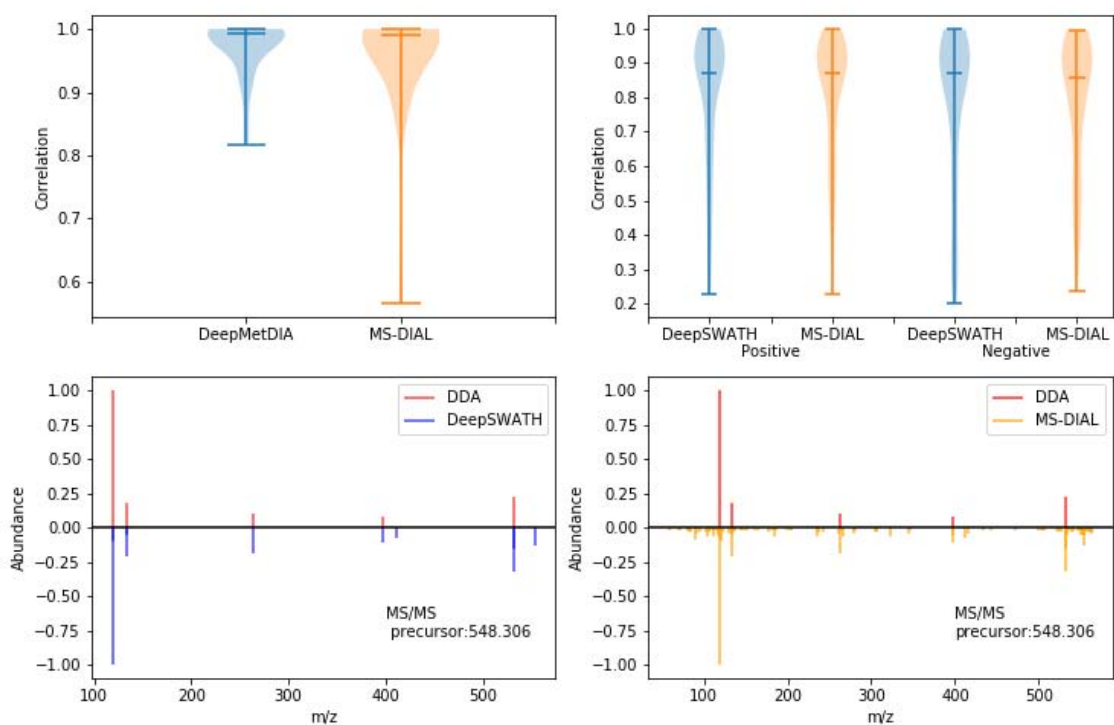 1.0
0.9
0.8
0.7
0.6
Correlation
DeepMetDIA MS-DIAL
1.0
0.9
0.8
0.7
0.6
0.5
0.4
0.3
0.2
Correlation
DeepSWATH MS-DIAL DeepSWATH MS-DIAL
Positive Negative
1.00
0.75
0.50
0.25
0.00
−0.25
−0.50
−0.75
−1.00
Abundance
DDA
DeepSWATH
MS/MS
precursor:548.306
100 200 300 400 500
m/z
1.00
0.75
0.50
0.25
0.00
−0.25
−0.50
−0.75
−1.00
Abundance
DDA
MS-DIAL
MS/MS
precursor:548.306
100 200 300 400 500
m/z